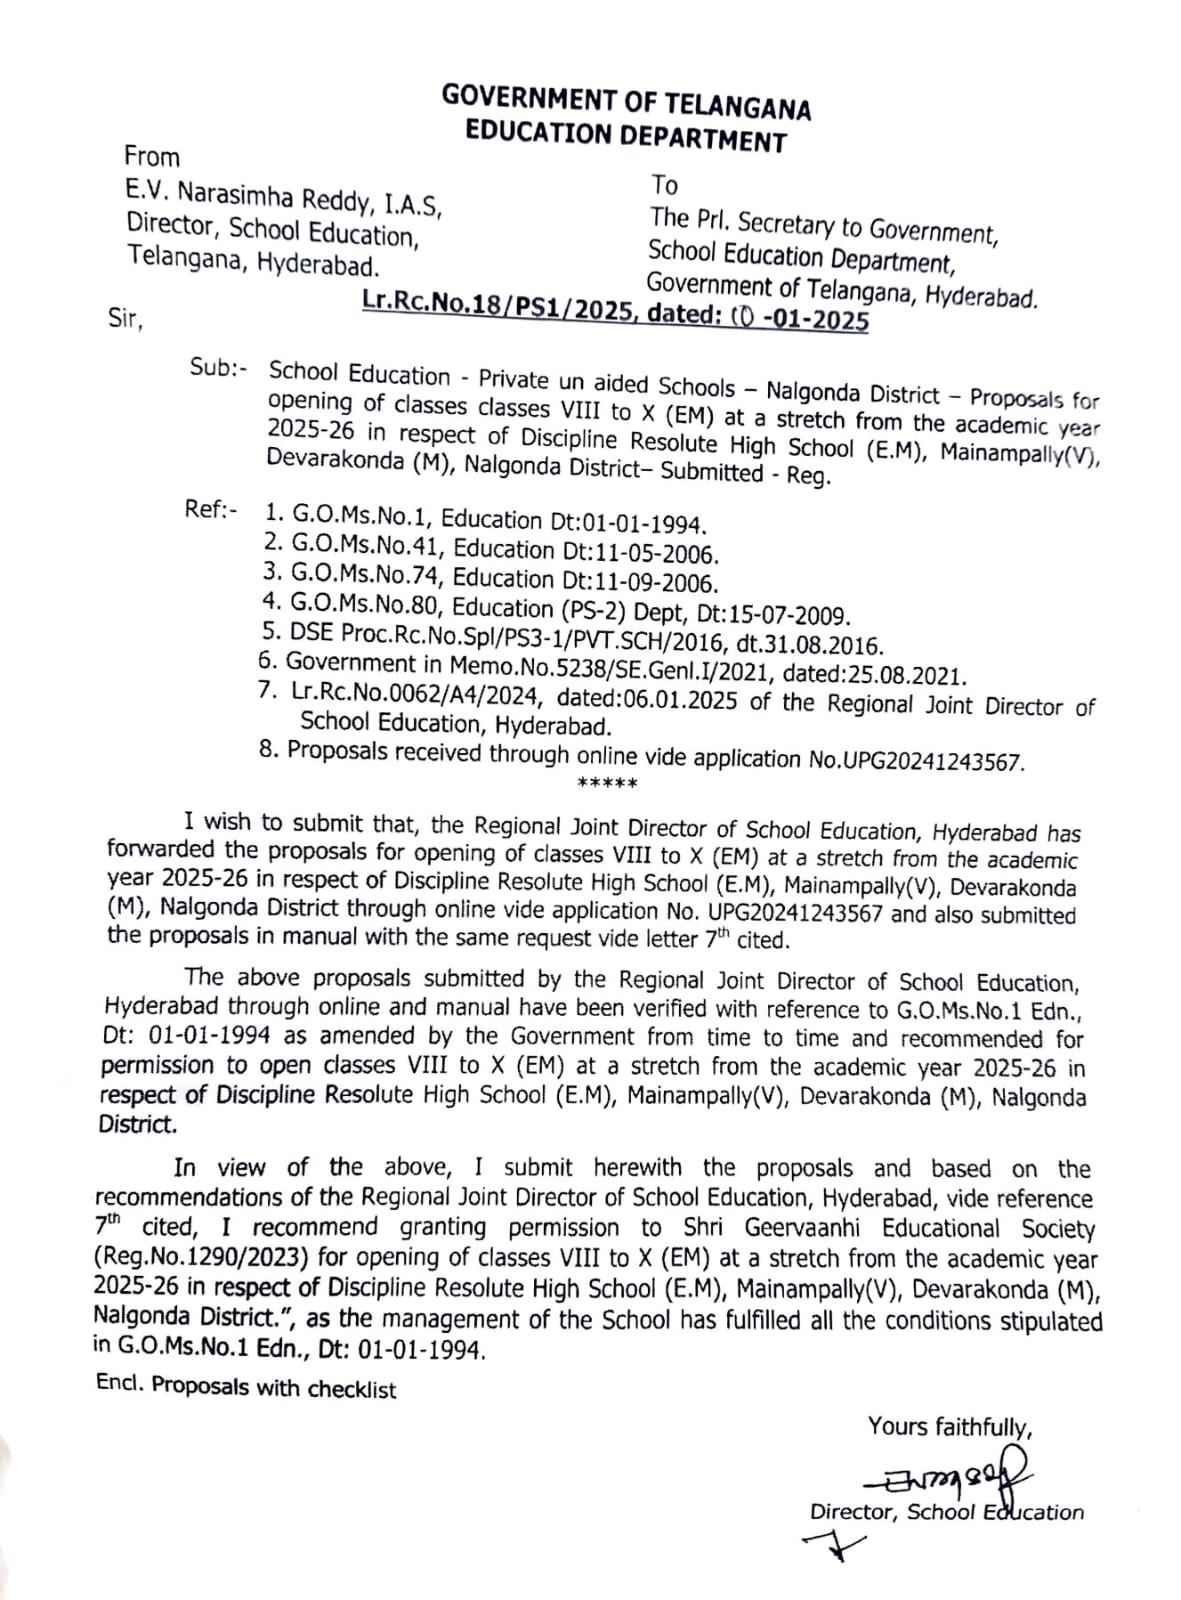 GOVERNMENT OF TELANGANA
EDUCATION DEPARTMENT
From
E.V. Narasimha Reddy, I.A.S,
Director, School Education,
Telangana, Hyderabad.
To
The Prl. Secretary to Government,
School Education Department,
Government of Telangana, Hyderabad.
Lr.Rc.No.18/PS1/2025, dated: 10 -01-2025
Sir,
Sub:- School Education - Private un aided Schools – Nalgonda District – Proposals for
opening of classes classes VIII to X (EM) at a stretch from the academic year
2025-26 in respect of Discipline Resolute High School (E.M), Mainampally(V),
Devarakonda (M), Nalgonda District– Submitted - Reg.
Ref:- 1. G.O.Ms.No.1, Education Dt:01-01-1994.
2. G.O.Ms.No.41, Education Dt:11-05-2006.
3. G.O.Ms.No.74, Education Dt:11-09-2006.
4. G.O.Ms.No.80, Education (PS-2) Dept, Dt:15-07-2009.
5. DSE Proc.Rc.No.Spl/PS3-1/PVT.SCH/2016, dt.31.08.2016.
6. Government in Memo.No.5238/SE.Genl.I/2021, dated:25.08.2021.
7. Lr.Rc.No.0062/A4/2024, dated:06.01.2025 of the Regional Joint Director of
School Education, Hyderabad.
8. Proposals received through online vide application No.UPG20241243567.
*****
I wish to submit that, the Regional Joint Director of School Education, Hyderabad has
forwarded the proposals for opening of classes VIII to X (EM) at a stretch from the academic
year 2025-26 in respect of Discipline Resolute High School (E.M), Mainampally(V), Devarakonda
(M), Nalgonda District through online vide application No. UPG20241243567 and also submitted
the proposals in manual with the same request vide letter 7th cited.
The above proposals submitted by the Regional Joint Director of School Education,
Hyderabad through online and manual have been verified with reference to G.O.Ms.No.1 Edn.,
Dt: 01-01-1994 as amended by the Government from time to time and recommended for
permission to open classes VIII to X (EM) at a stretch from the academic year 2025-26 in
respect of Discipline Resolute High School (E.M), Mainampally(V), Devarakonda (M), Nalgonda
District.
In view of the above, I submit herewith the proposals and based on the
recommendations of the Regional Joint Director of School Education, Hyderabad, vide reference
7th cited, I recommend granting permission to Shri Geervaanhi Educational Society
(Reg.No.1290/2023) for opening of classes VIII to X (EM) at a stretch from the academic year
2025-26 in respect of Discipline Resolute High School (E.M), Mainampally(V), Devarakonda (M),
Nalgonda District.”, as the management of the School has fulfilled all the conditions stipulated
in G.O.Ms.No.1 Edn., Dt: 01-01-1994.
Encl. Proposals with checklist
Yours faithfully,
Director, School Education